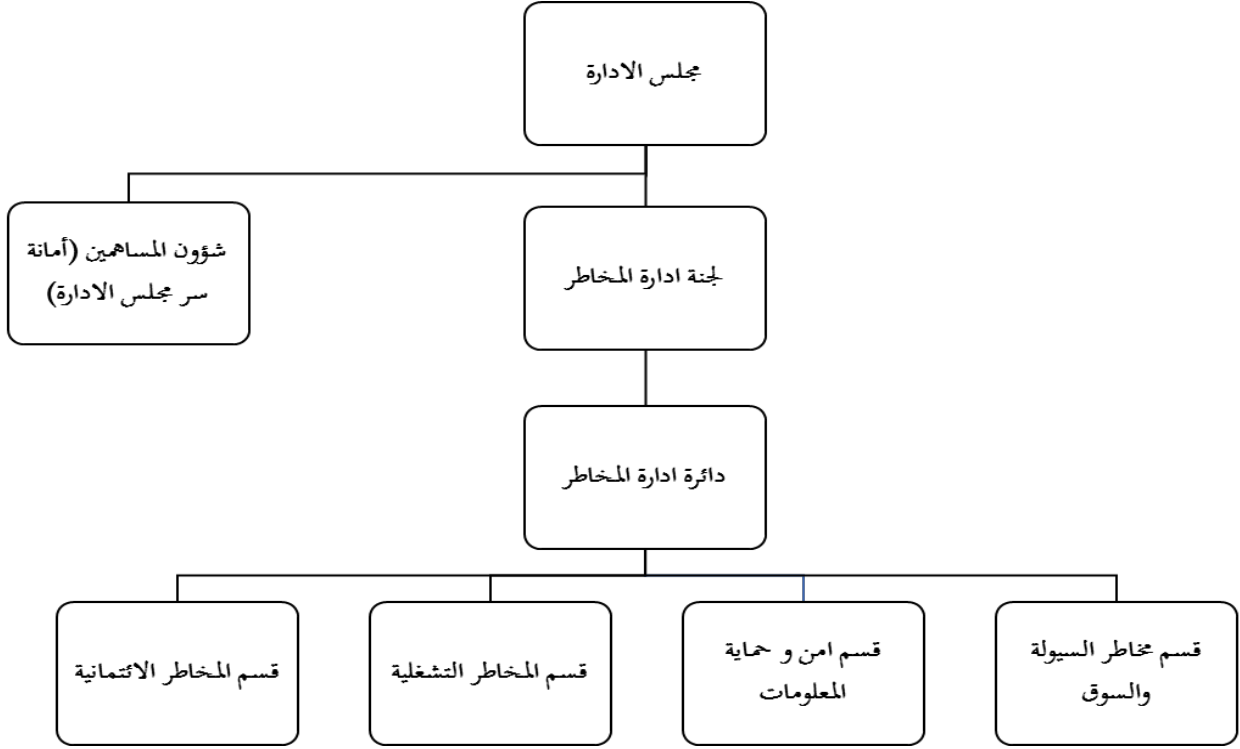 مجلس الادارة
لجنة ادارة المخاطر
شؤون المساهمين (أمانة
سر مجلس الادارة)
دائرة ادارة المخاطر
قسم مخاطر السيولة
والسوق
قسم امن و حماية
المعلومات
قسم المخاطر التشغلية
قسم المخاطر الائتمانية